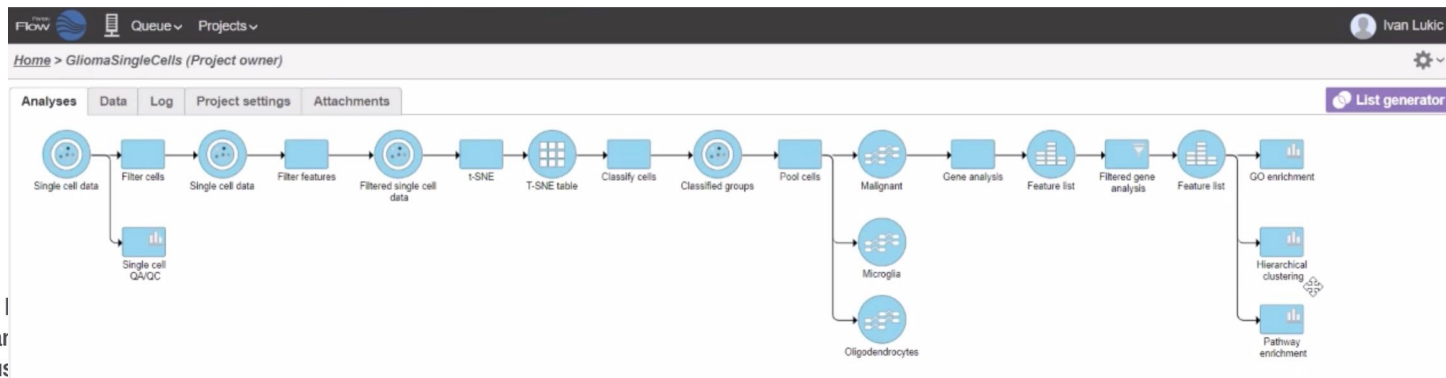 Partek
Flow Queue Projects Ivan Lukic
Home > GliomaSingleCells (Project owner)
Analyses Data Log Project settings Attachments List generator
Single cell data
Filter cells
Single cell data
Filter features
Filtered single cell
data
t-SNE
T-SNE table
Classify cells
Classified groups
Pool cells
Malignant
Gene analysis
Feature list
Filtered gene
analysis
Feature list
GO enrichment
Single cell
QA/QC
Microglia
Hierarchical
clustering
Oligodendrocytes
Pathway
enrichment